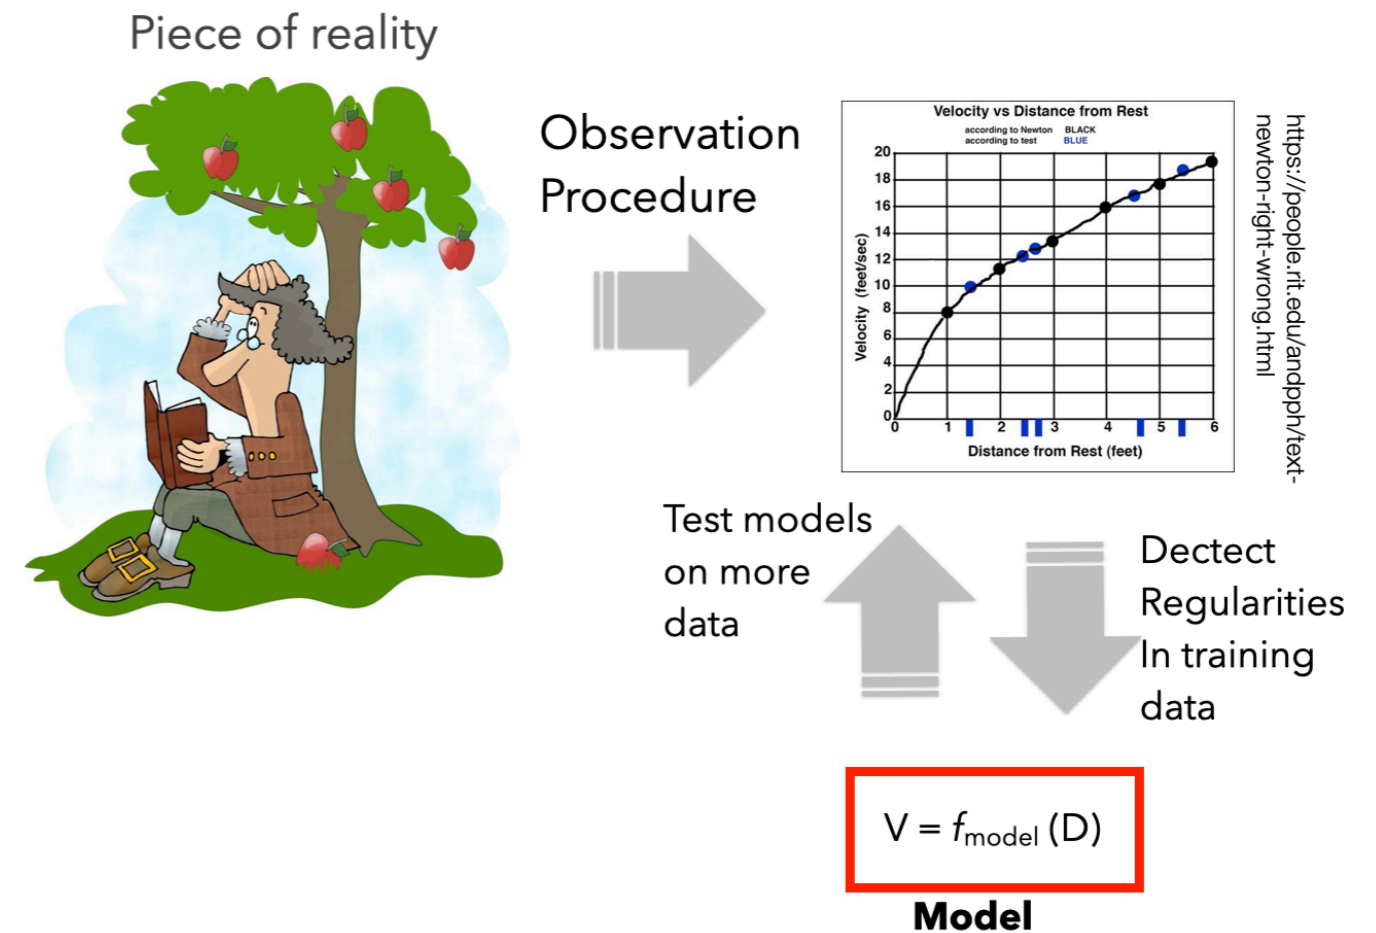 Piece of reality
Observation
Procedure
Velocity vs Distance from Rest
according to Newton BLACK
according to test BLUE
20
18
16
14
12
10
8
6
4
2
0
Velocity (feet/sec)
0 1 2 3 4 5 6
Distance from Rest (feet)
https://people.rit.edu/andpph/text-
newton-right-wrong.html
Test models
on more
data
Dectect
Regularities
In training
data
V = fmodel (D)
Model